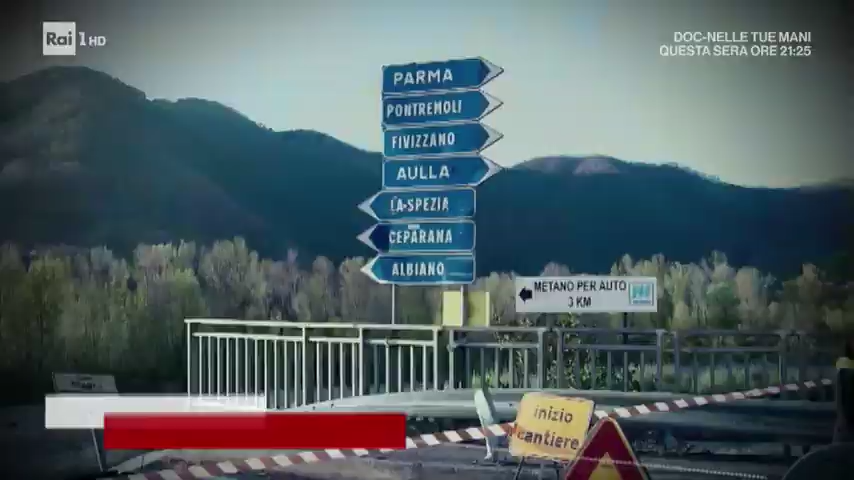 Rai 1 HD
DOC-NELLE TUE MANI
QUESTA SERA ORE 21:25
PARMA
PONTREMOLI
FIVIZZANO
AULLA
LA-SPEZIA
CEPARANA
ALBIANO
METANO PER AUTO
3 KM
inizio
cantiere